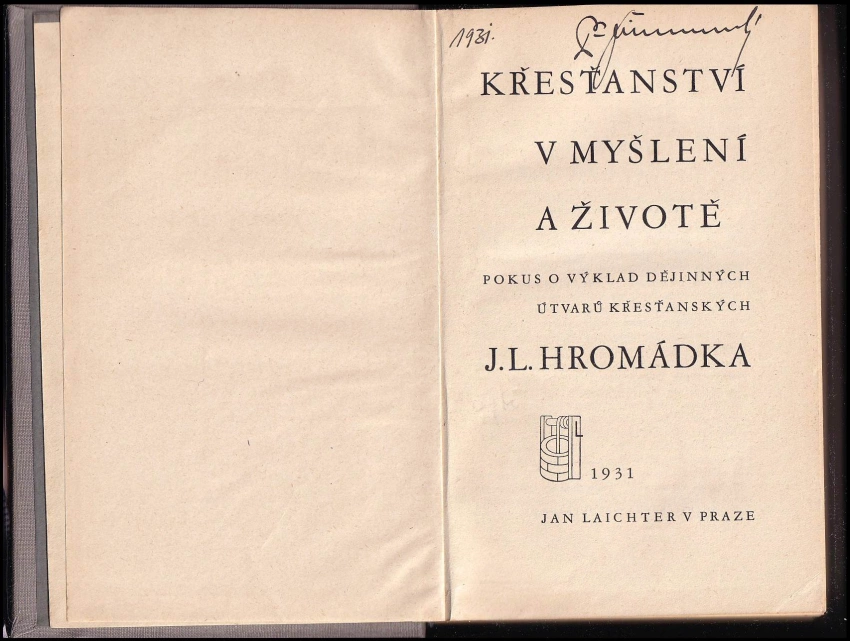 1931.
KŘESŤANSTVÍ
V MYŠLENÍ
A ŽIVOTĚ
POKUS O VÝKLAD DĚJINNÝCH
ÚTVARŮ KŘESŤANSKÝCH
J. L. HROMÁDKA
L
1931
JAN LAICHTER V PRAZE